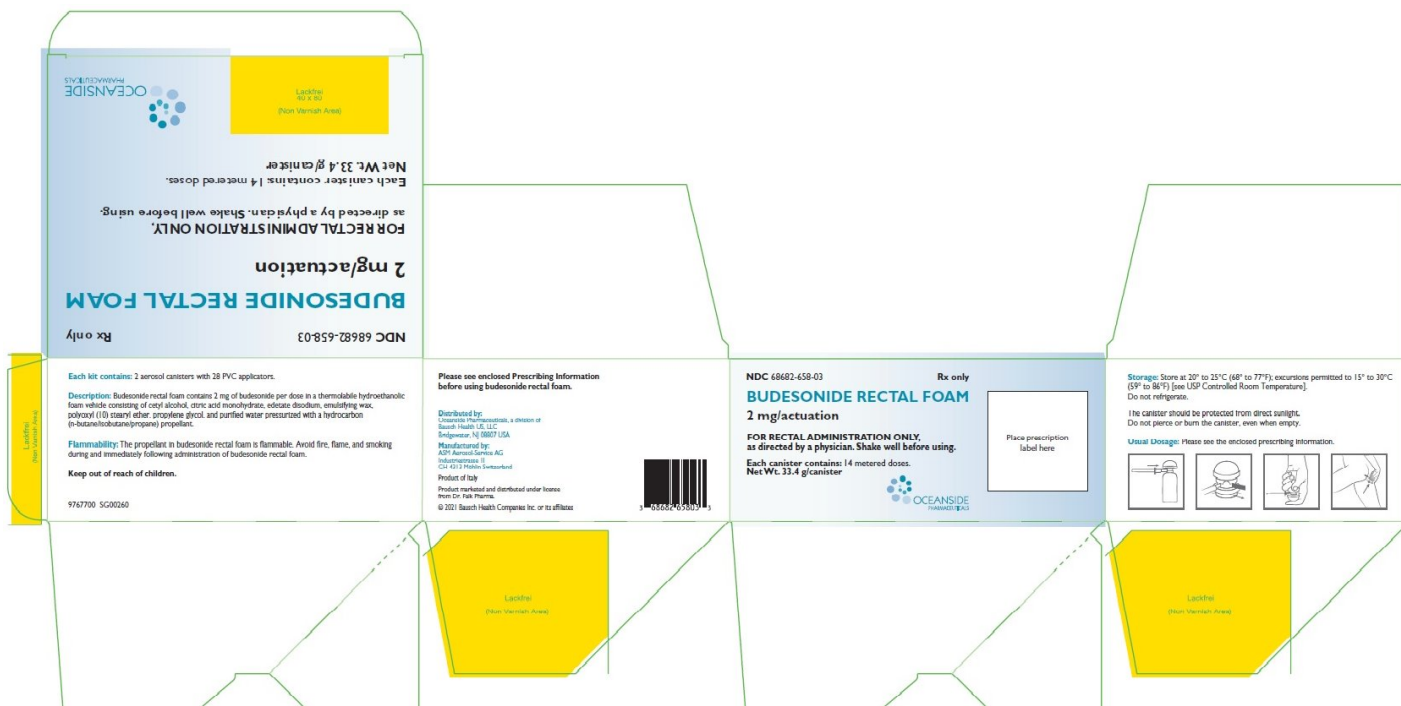 OCEANSIDE
PHARMACEUTICALS
Lackfrei
40 x 80
(Non Varnish Area)
Net Wt. 33.4 g/canister
Each canister contains: 14 metered doses.
as directed by a physician. Shake well before using.
FOR RECTAL ADMINISTRATION ONLY,
2 mg/actuation
BUDESONIDE RECTAL FOAM
NDC 68682-658-03
Rx only
Lackfrei
(Non Varnish Area)
Each kit contains: 2 aerosol canisters with 28 PVC applicators.
Description: Budesonide rectal foam contains 2 mg of budesonide per dose in a thermolabile hydroethanolic
foam vehicle consisting of cetyl alcohol, citric acid monohydrate, edetate disodium, emulsifying wax,
polyoxyl (10) stearyl ether, propylene glycol, and purified water pressurized with a hydrocarbon
(n-butane/isobutane/propane) propellant.
Flammability: The propellant in budesonide rectal foam is flammable. Avoid fire, flame, and smoking
during and immediately following administration of budesonide rectal foam.
Keep out of reach of children.
9767700 SG00260
Please see enclosed Prescribing Information
before using budesonide rectal foam.
Distributed by:
Oceanside Pharmaceuticals, a division of
Bausch Health US, LLC
Bridgewater, NJ 08807 USA
Manufactured by:
ASM Aerosol-Service AG
Industriestrasse 11
CH 4313 Möhlin Switzerland
Product of Italy
Product marketed and distributed under license
from Dr. Falk Pharma.
© 2021 Bausch Health Companies Inc. or its affiliates
3 68682 65803 3
NDC 68682-658-03
Rx only
BUDESONIDE RECTAL FOAM
2 mg/actuation
FOR RECTAL ADMINISTRATION ONLY,
as directed by a physician. Shake well before using.
Each canister contains: 14 metered doses.
Net Wt. 33.4 g/canister
OCEANSIDE
PHARMACEUTICALS
Place prescription
label here
Storage: Store at 20° to 25°C (68° to 77°F); excursions permitted to 15° to 30°C
(59° to 86°F) [see USP Controlled Room Temperature].
Do not refrigerate.
The canister should be protected from direct sunlight.
Do not pierce or burn the canister, even when empty.
Usual Dosage: Please see the enclosed prescribing information.
Lackfrei
(Non Varnish Area)
Lackfrei
(Non Varnish Area)